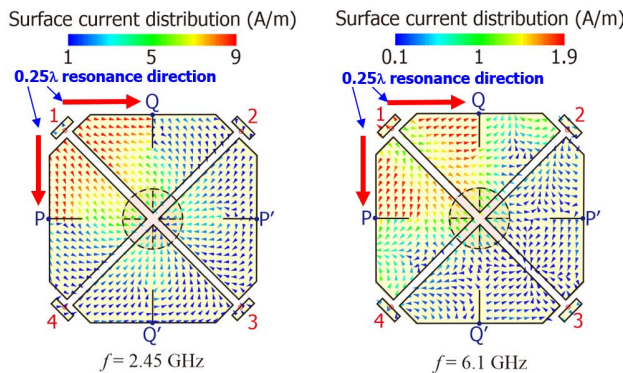 Surface current distribution (A/m)
1 5 9
0.25λ resonance direction
Q
1 2
P P'
4 3
Q'
f = 2.45 GHz
Surface current distribution (A/m)
0.1 1 1.9
0.25λ resonance direction
Q
1 2
P P'
4 3
Q'
f = 6.1 GHz